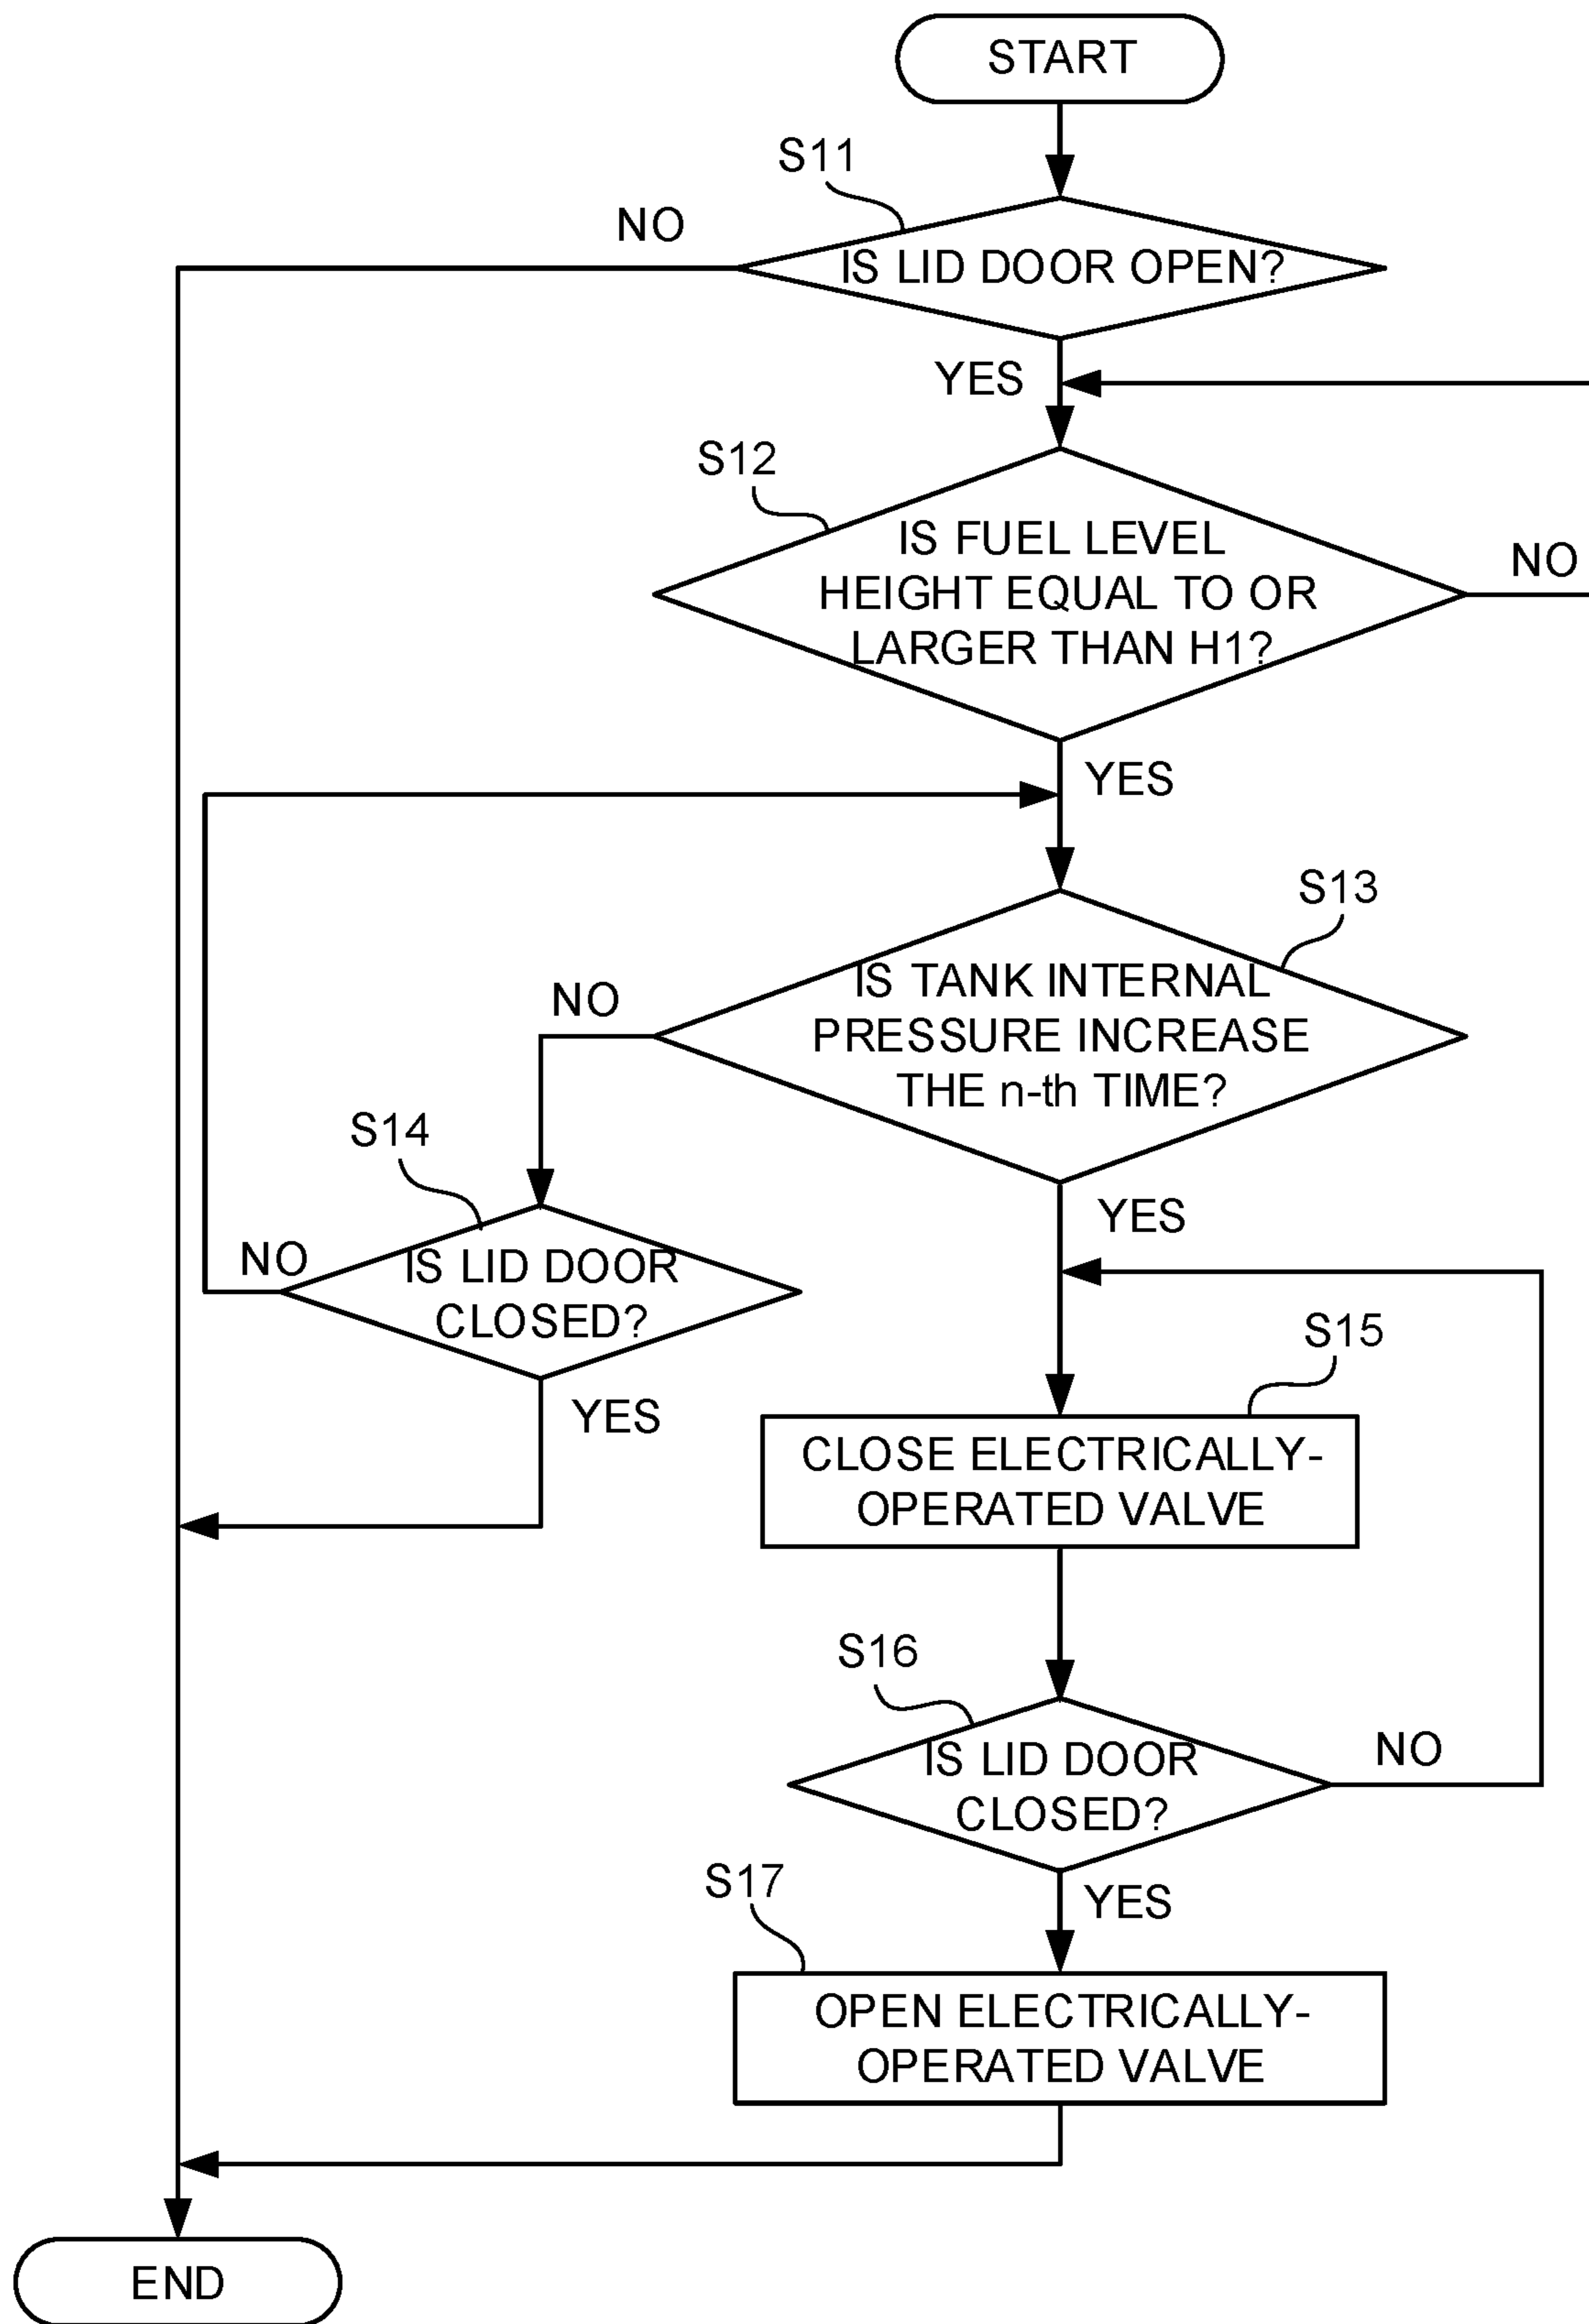 START
S11
NO
IS LID DOOR OPEN?
YES
S12
IS FUEL LEVEL
HEIGHT EQUAL TO OR
LARGER THAN H1?
NO
YES
S13
IS TANK INTERNAL
PRESSURE INCREASE
THE n-th TIME?
NO
S14
YES
IS LID DOOR
CLOSED?
NO
YES
S15
CLOSE ELECTRICALLY-
OPERATED VALVE
S16
IS LID DOOR
CLOSED?
NO
S17
YES
OPEN ELECTRICALLY-
OPERATED VALVE
END